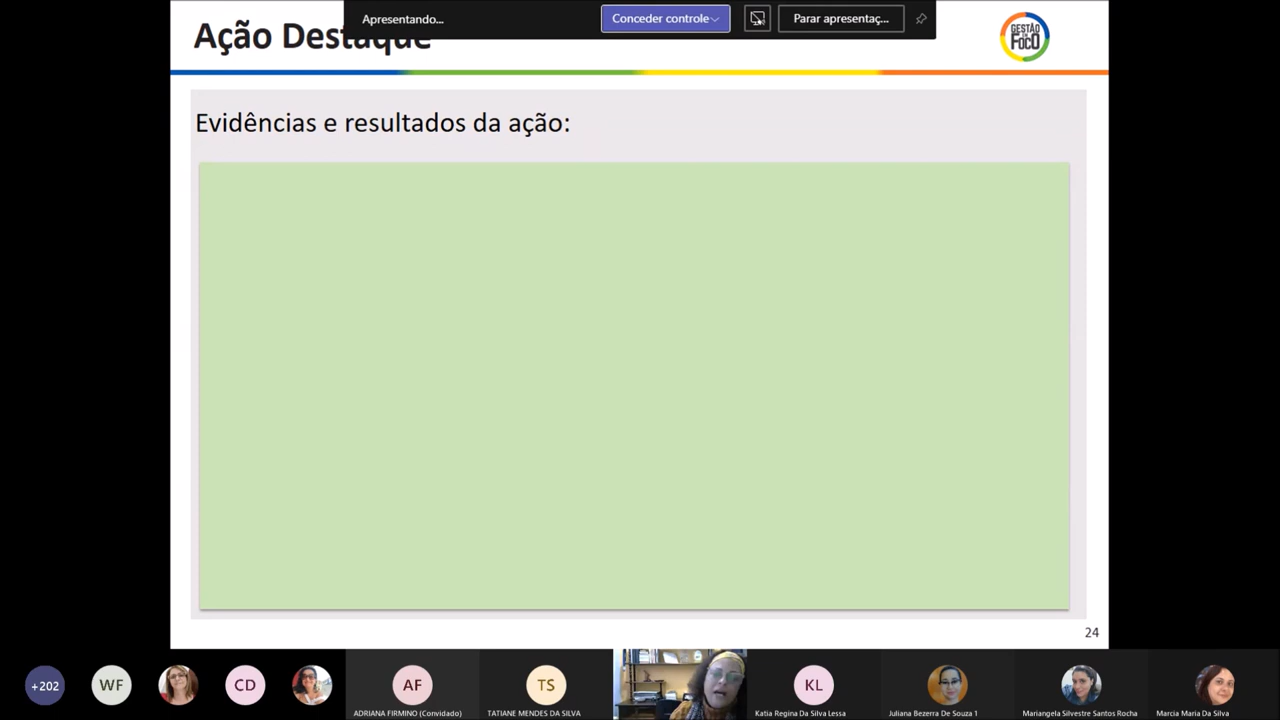 Apresentando...
Conceder controle
Parar apresentaç...
Ação Destaque
GESTÃO
EM
FOCO
Evidências e resultados da ação:
24
+202
WF
CD
AF
TS
KL
ADRIANA FIRMINO (Convidado)
TATIANE MENDES DA SILVA
Katia Regina Da Silva Lessa
Juliana Bezerra De Souza 1
Mariangela Silvestre Santos Rocha
Marcia Maria Da Silva